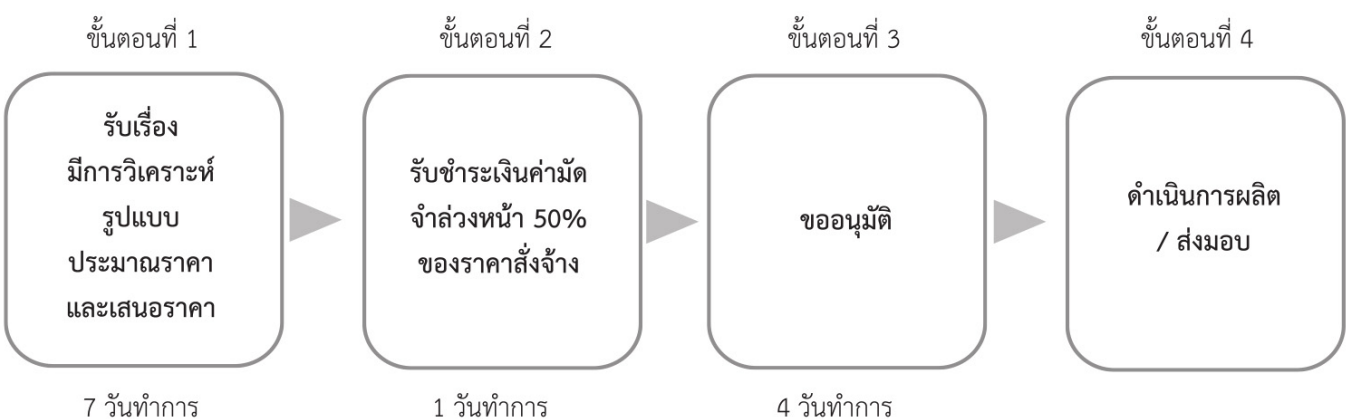 ขั้นตอนที่ 1
รับเรื่อง
มีการวิเคราะห์
รูปแบบ
ประมาณราคา
และเสนอราคา
7 วันทำการ
ขั้นตอนที่ 2
รับชำระเงินค่ามัด
จำล่วงหน้า 50%
ของราคาสั่งจ้าง
1 วันทำการ
ขั้นตอนที่ 3
ขออนุมัติ
4 วันทำการ
ขั้นตอนที่ 4
ดำเนินการผลิต
/ ส่งมอบ